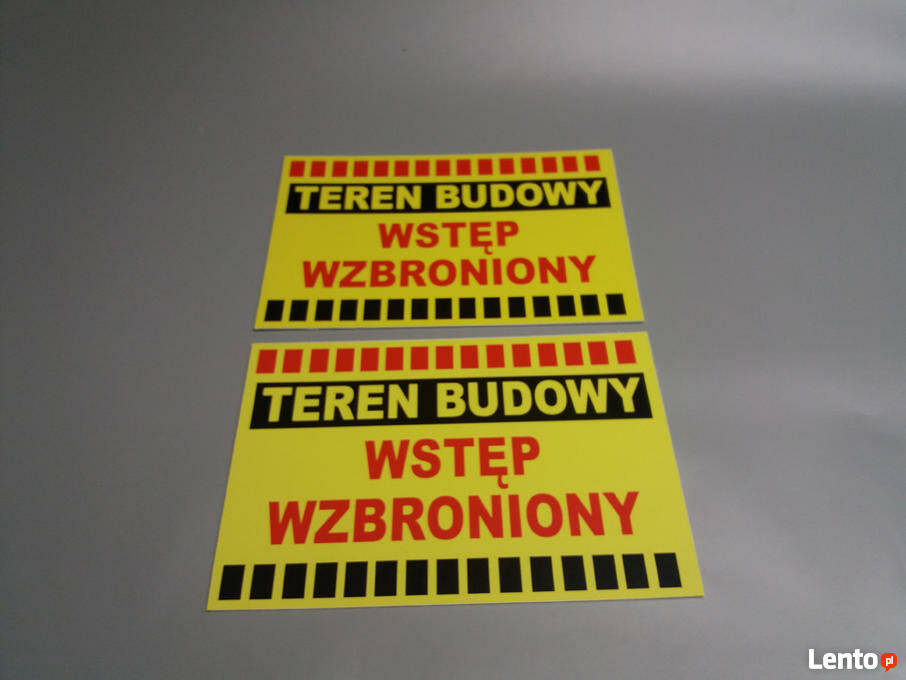 TEREN BUDOWY
WSTĘP
WZBRONIONY
TEREN BUDOWY
WSTĘP
WZBRONIONY
Lento pl